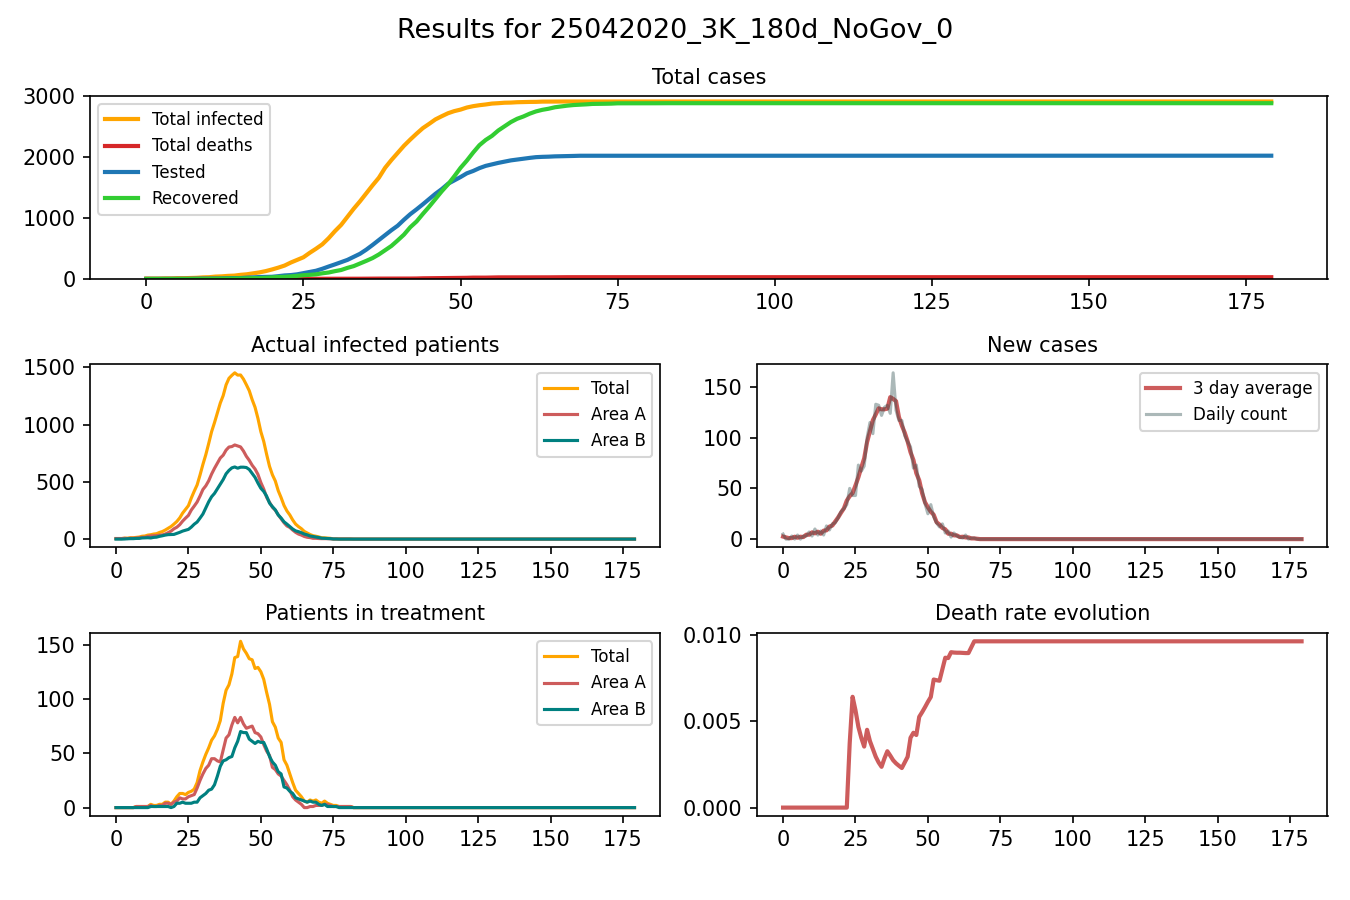 Results for 25042020_3K_180d_NoGov_0
Total cases
3000
2000
1000
0
Total infected
Total deaths
Tested
Recovered
0 25 50 75 100 125 150 175
Actual infected patients
1500
1000
500
0
Total
Area A
Area B
0 25 50 75 100 125 150 175
New cases
150
100
50
0
3 day average
Daily count
0 25 50 75 100 125 150 175
Patients in treatment
150
100
50
0
Total
Area A
Area B
0 25 50 75 100 125 150 175
Death rate evolution
0.010
0.005
0.000
0 25 50 75 100 125 150 175